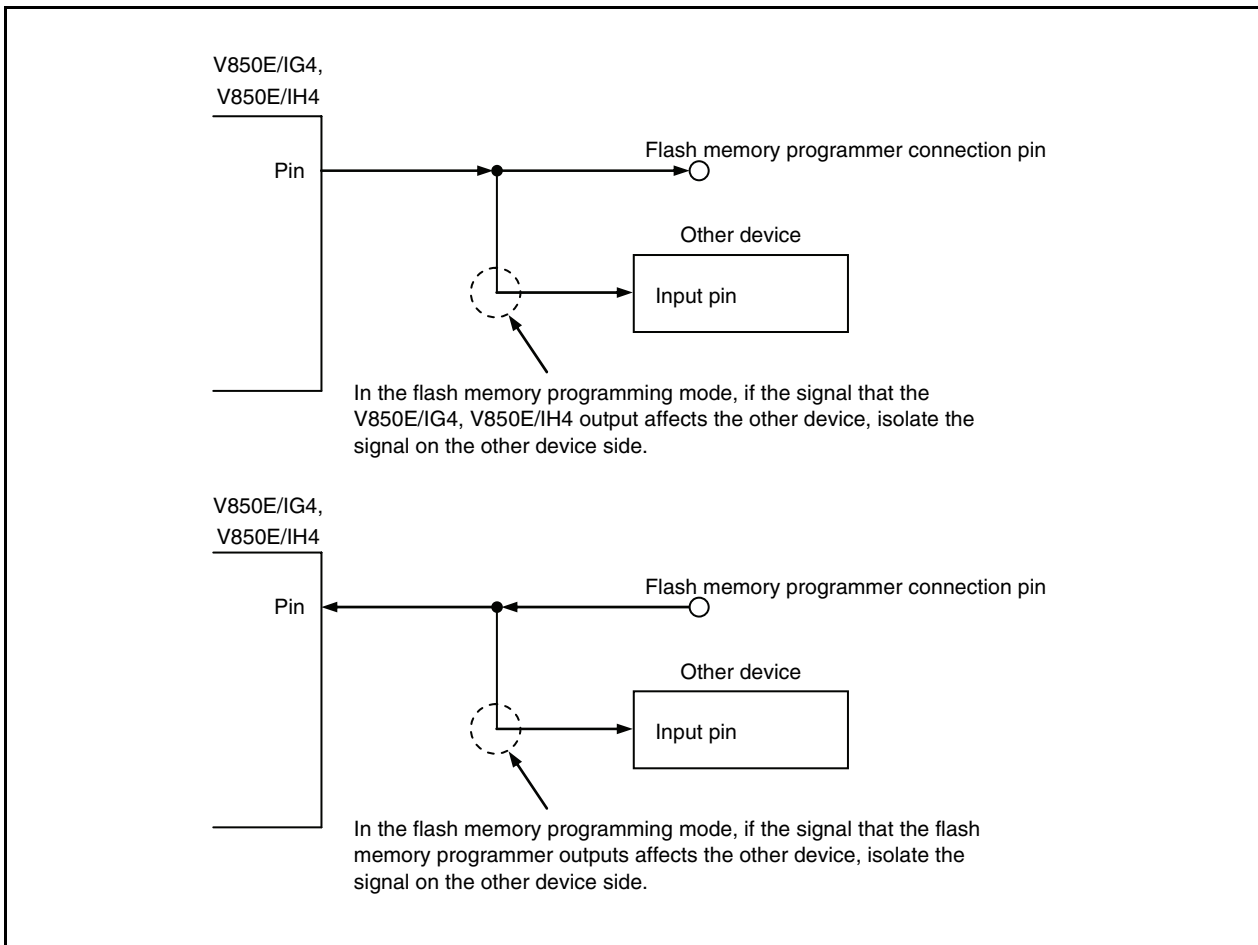 V850E/IG4,
V850E/IH4
Pin
Flash memory programmer connection pin
Other device
Input pin
In the flash memory programming mode, if the signal that the
V850E/IG4, V850E/IH4 output affects the other device, isolate the
signal on the other device side.
V850E/IG4,
V850E/IH4
Pin
Flash memory programmer connection pin
Other device
Input pin
In the flash memory programming mode, if the signal that the flash
memory programmer outputs affects the other device, isolate the
signal on the other device side.